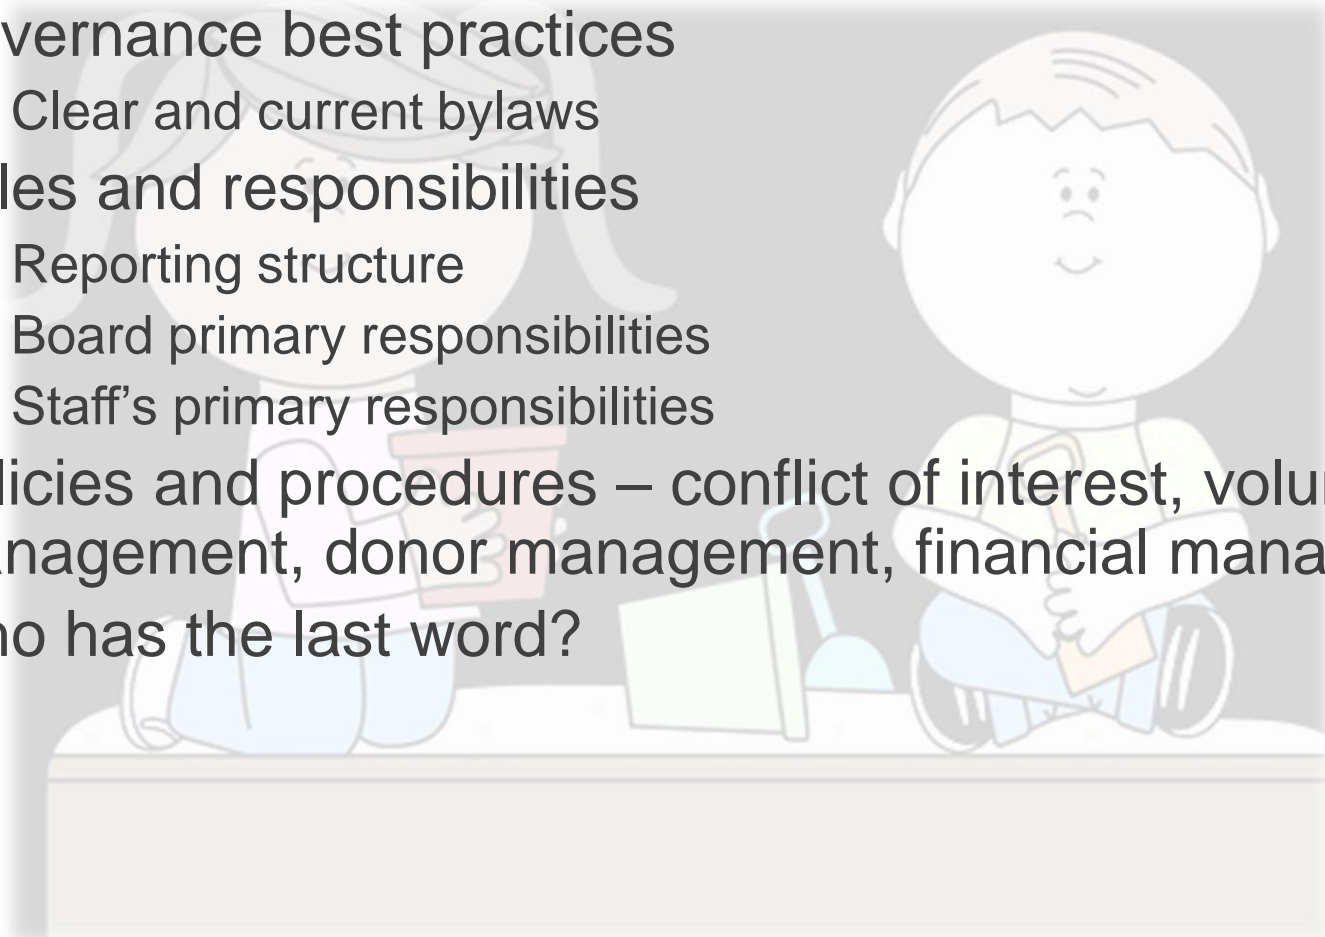 vernance best practices
Clear and current bylaws
les and responsibilities
Reporting structure
Board primary responsibilities
Staff’s primary responsibilities
licies and procedures – conflict of interest, volu
nagement, donor management, financial mana
o has the last word?